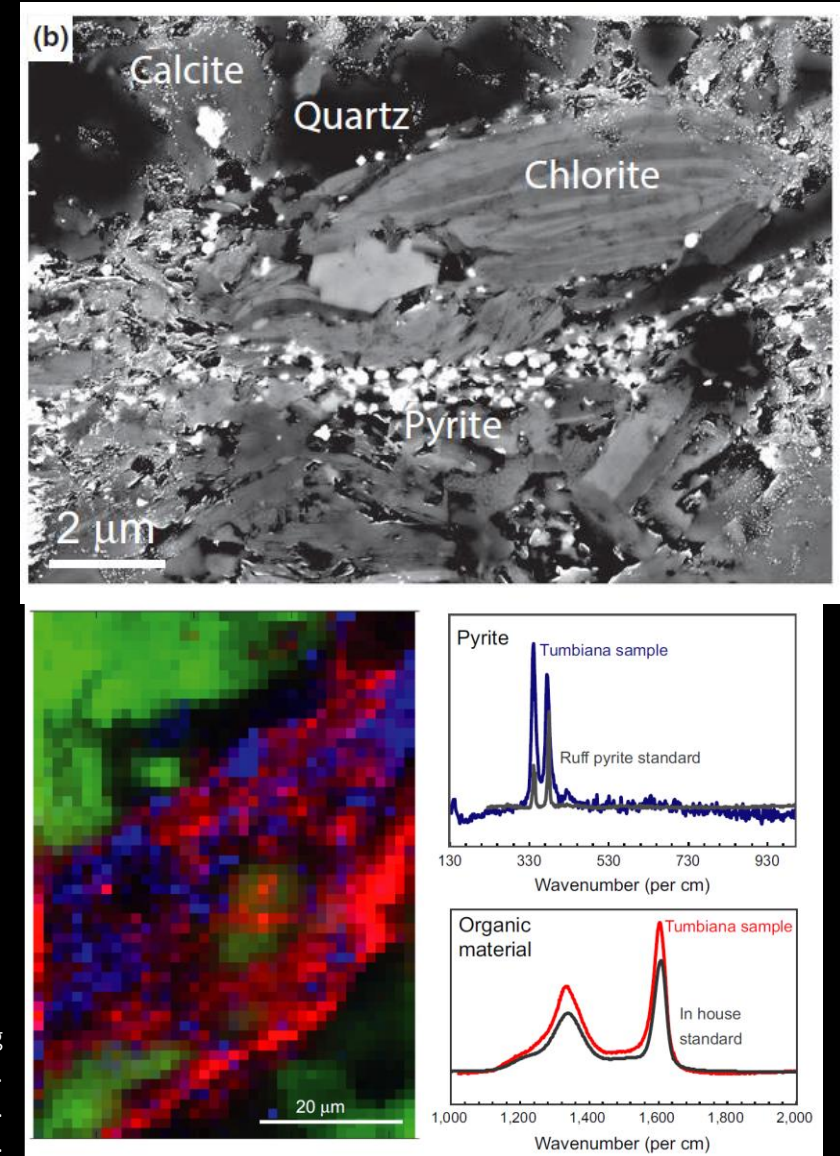 (b)
Calcite
Quartz
Chlorite
Pyrite
2 μm
20 μm
Pyrite
Tumbiana sample
Ruff pyrite standard
130 330 530 730 930
Wavenumber (per cm)
Organic
material
Tumbiana sample
In house
standard
1,000 1,200 1,400 1,600 1,800 2,000
Wavenumber (per cm)